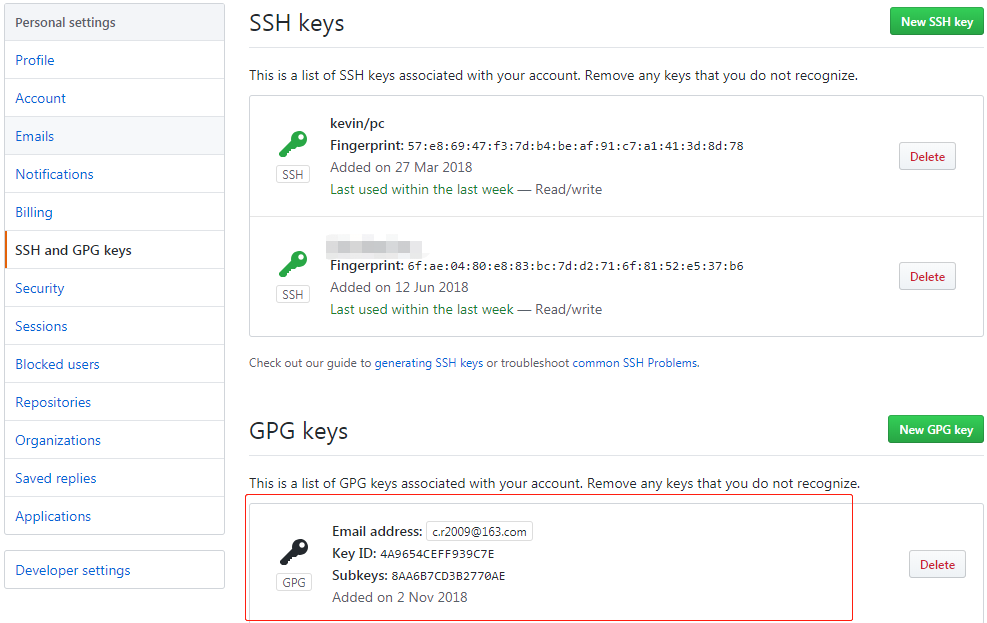 Personal settings
Profile
Account
Emails
Notifications
Billing
SSH and GPG keys
Security
Sessions
Blocked users
Repositories
Organizations
Saved replies
Applications
Developer settings
SSH keys
New SSH key
This is a list of SSH keys associated with your account. Remove any keys that you do not recognize.
kevin/pc
Fingerprint: 57:e8:69:47:f3:7d:b4:be:af:91:c7:a1:41:3d:8d:78
Added on 27 Mar 2018
Last used within the last week — Read/write
SSH
Delete
Fingerprint: 6f:ae:04:80:e8:83:bc:7d:d2:71:6f:81:52:e5:37:b6
Added on 12 Jun 2018
Last used within the last week — Read/write
SSH
Delete
Check out our guide to generating SSH keys or troubleshoot common SSH Problems.
GPG keys
New GPG key
This is a list of GPG keys associated with your account. Remove any keys that you do not recognize.
Email address: c.r2009@163.com
Key ID: 4A9654CEFF939C7E
Subkeys: 8AA6B7CD3B2770AE
Added on 2 Nov 2018
GPG
Delete